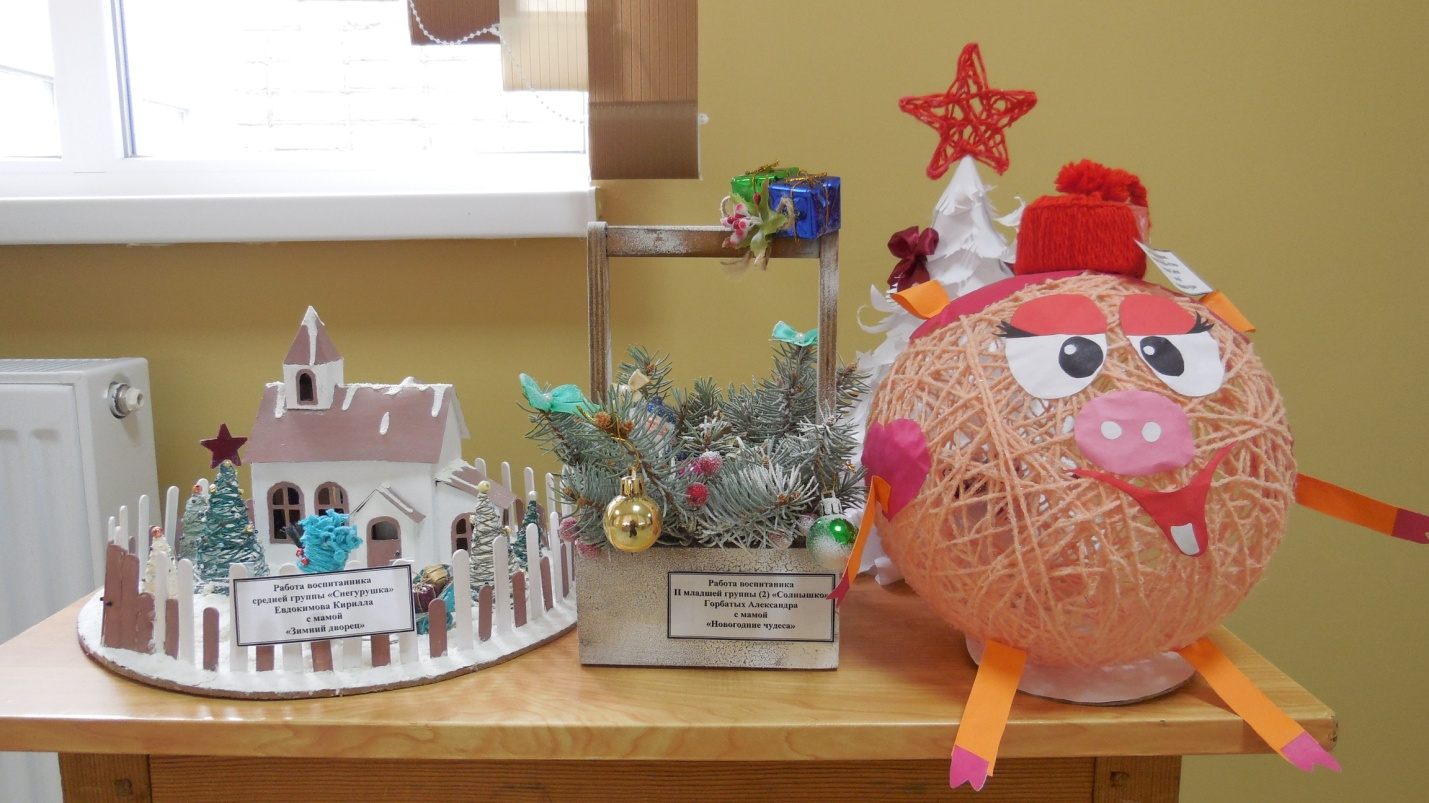 Работа воспитанника
средней группы «Снегурушка»
Евдокимова Кирилла
с мамой
«Зимний дворец»
Работа воспитанника
II младшей группы (2) «Солнышко»
Горбатых Александра
с мамой
«Новогодние чудеса»